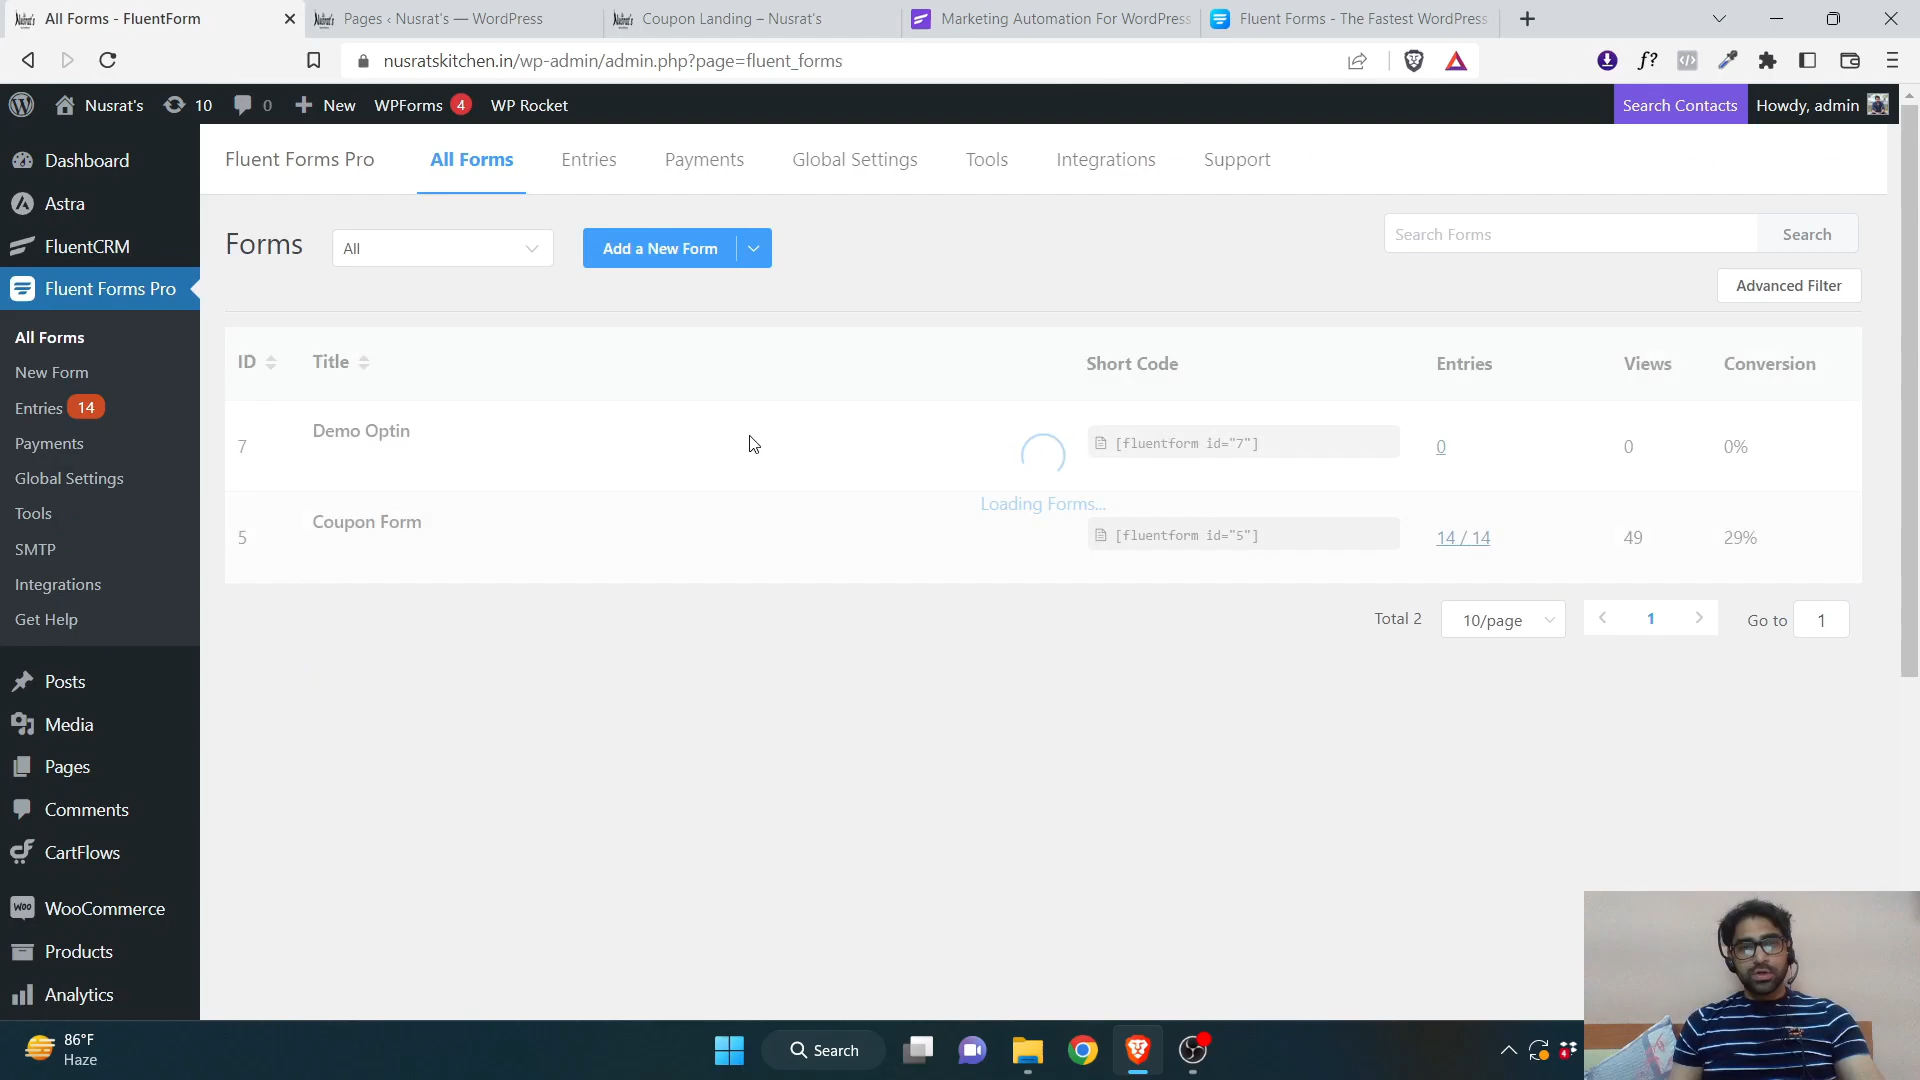 All Forms - FluentForm
Pages ‹ Nusrat's — WordPress
Coupon Landing – Nusrat's
Marketing Automation For WordPress
Fluent Forms - The Fastest WordPress
nusratskitchen.in/wp-admin/admin.php?page=fluent_forms
f?
Nusrat's
10
0
New
WPForms 4
WP Rocket
Search Contacts
Howdy, admin
Dashboard
Astra
FluentCRM
Fluent Forms Pro
All Forms
New Form
Entries 14
Payments
Global Settings
Tools
SMTP
Integrations
Get Help
Posts
Media
Pages
Comments
CartFlows
WooCommerce
Products
Analytics
Fluent Forms Pro
All Forms
Entries
Payments
Global Settings
Tools
Integrations
Support
Forms
All
Add a New Form
Search Forms
Search
Advanced Filter
ID Title Short Code Entries Views Conversion
7 Demo Optin [fluentform id="7"] 0 0 0%
Loading Forms...
5 Coupon Form [fluentform id="5"] 14 / 14 49 29%
Total 2
10/page
1
Go to
1
86°F
Haze
Search
4